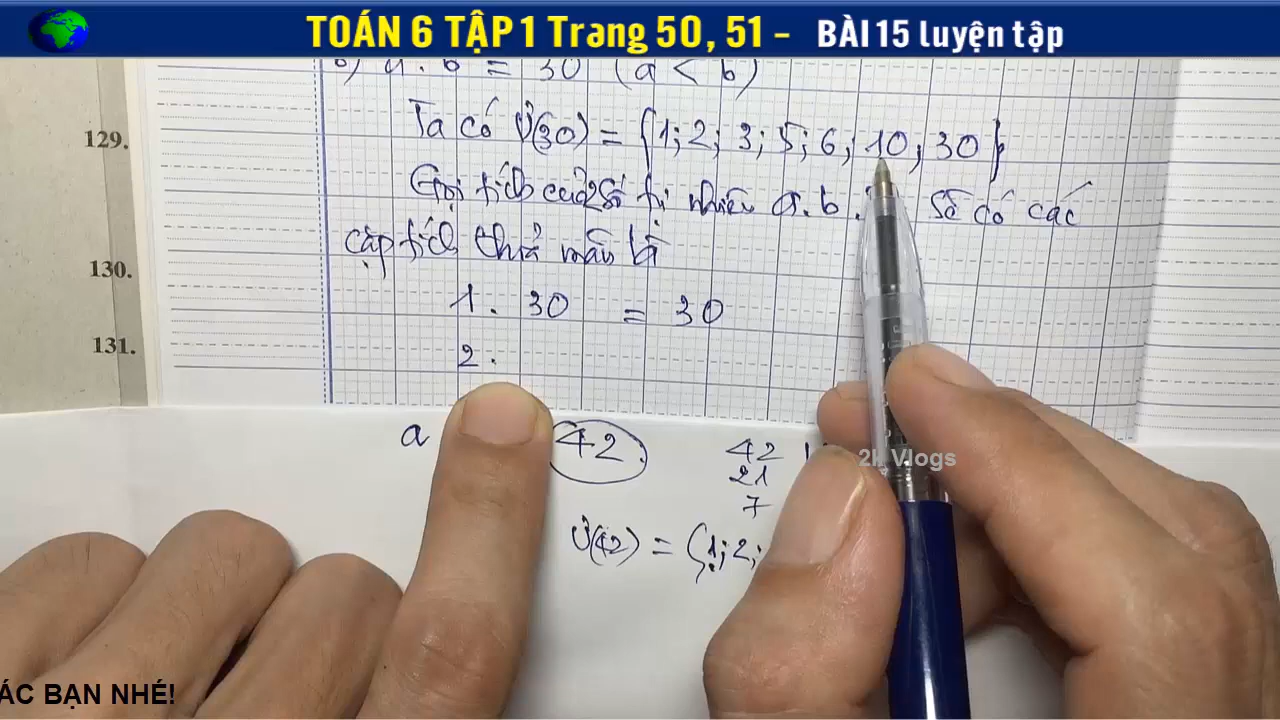 TOÁN 6 TẬP 1 Trang 50, 51 - BÀI 15 luyện tập
b) a . b = 30 (a < b)
129.
Ta có Ư(30) = {1; 2; 3; 5; 6; 10; 30}
Gọi tích của 2 số tự nhiên a.b. số có các
cặp tích thỏa mãn là
130.
1 . 30 = 30
131.
2 .
a 42 42
2K Vlogs
21
7
Ư(42) = {1; 2;
ÁC BẠN NHÉ!